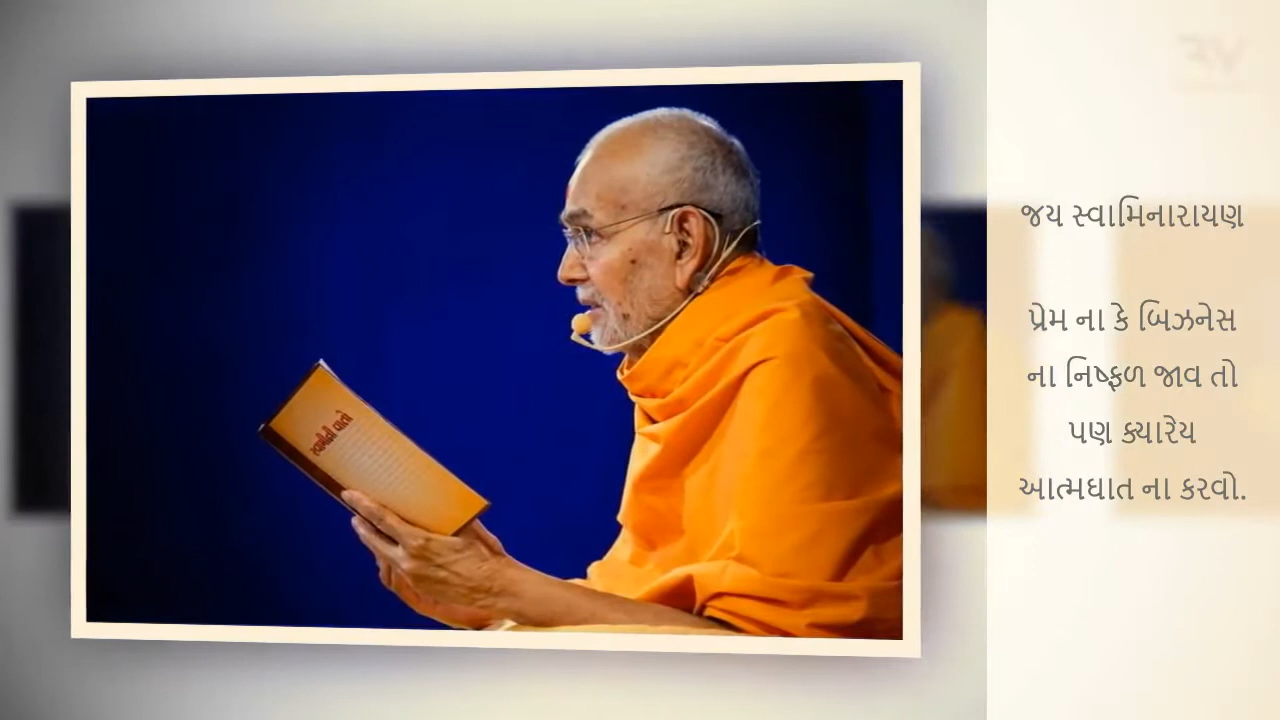 સ્વામીની વાતો
જય સ્વામિનારાયણ
પ્રેમ ના કે બિઝનેસ
ના નિષ્ફળ જાવ તો
પણ ક્યારેય
આત્મઘાત ના કરવો.